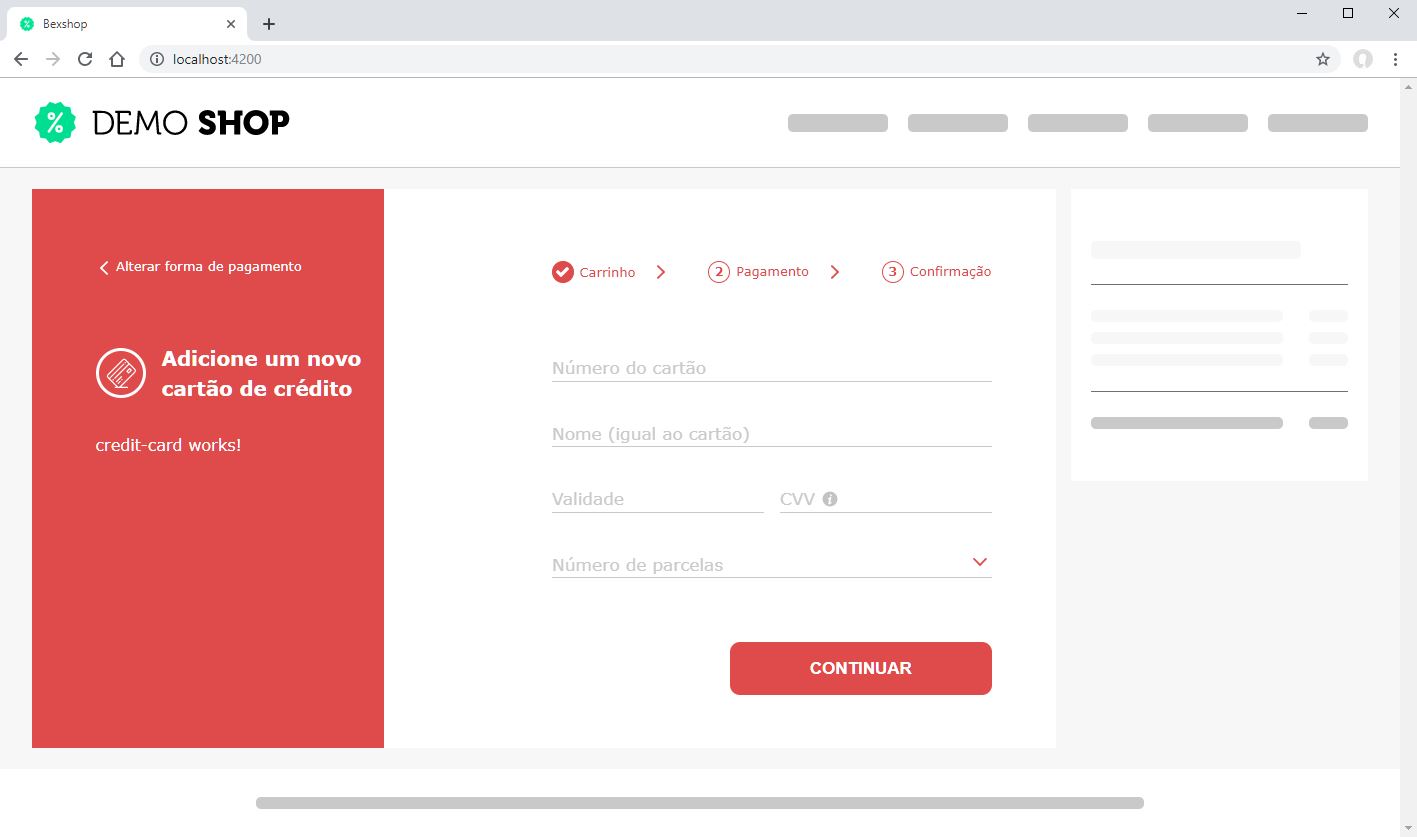 Bexshop
localhost:4200
% DEMO SHOP
Alterar forma de pagamento
Carrinho
2 Pagamento
3 Confirmação
Adicione um novo
cartão de crédito
credit-card works!
Número do cartão
Nome (igual ao cartão)
Validade
CVV
Número de parcelas
CONTINUAR